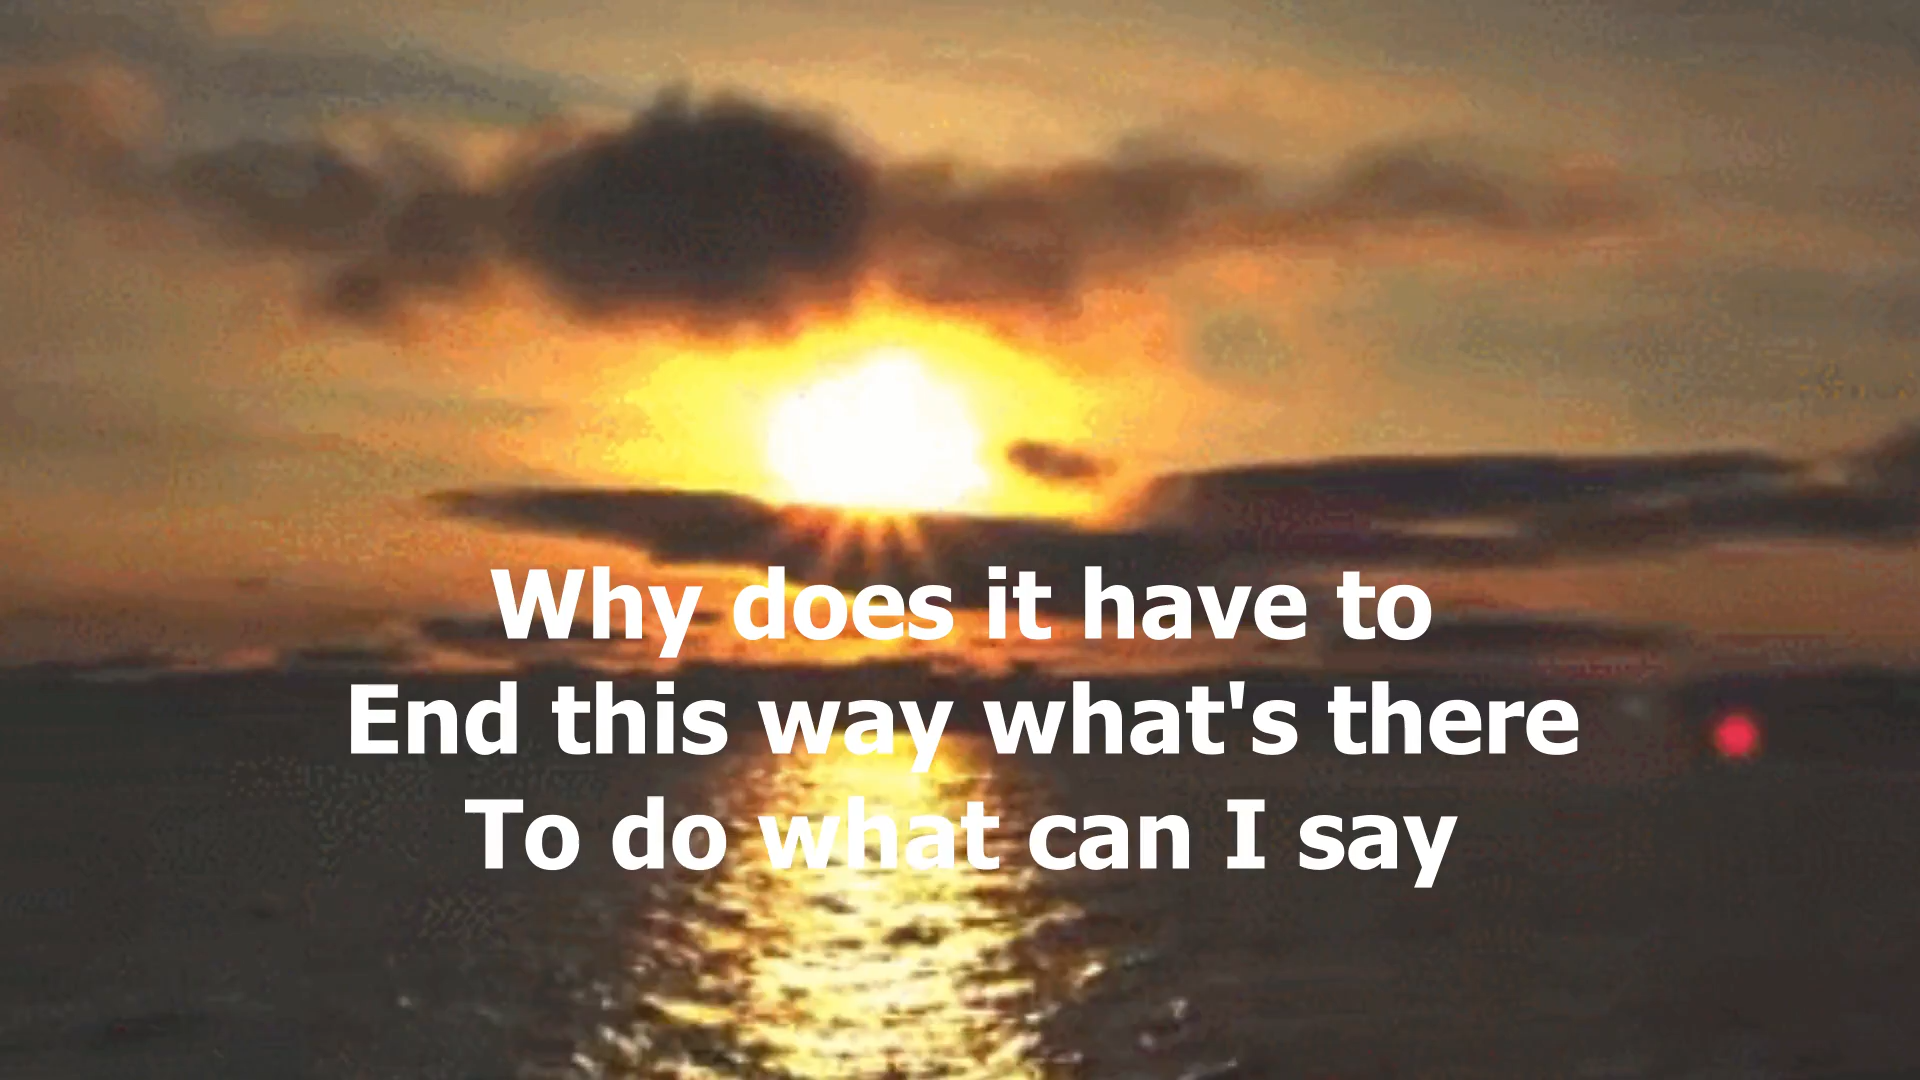 Why does it have to
End this way what's there
To do what can I say